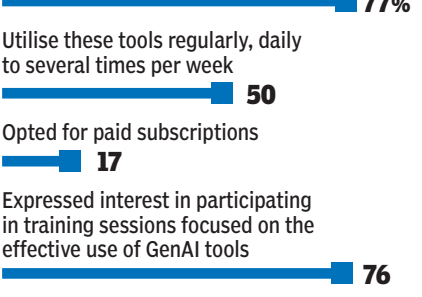 77%
Utilise these tools regularly, daily
to several times per week
50
Opted for paid subscriptions
17
Expressed interest in participating
in training sessions focused on the
effective use of GenAI tools
76